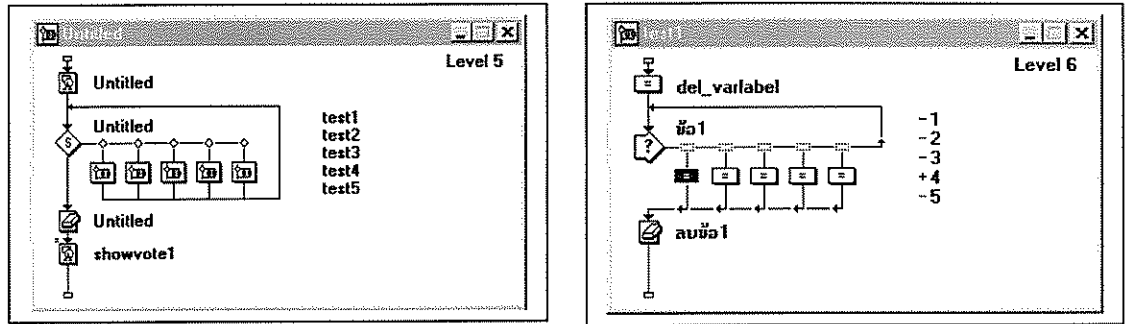 Untitled
Level 5
Untitled
Untitled
test1
test2
test3
test4
test5
S
Untitled
showvote1
Level 6
del_variabel
ข้อ1
?
-1
-2
-3
+4
-5
ลบข้อ1